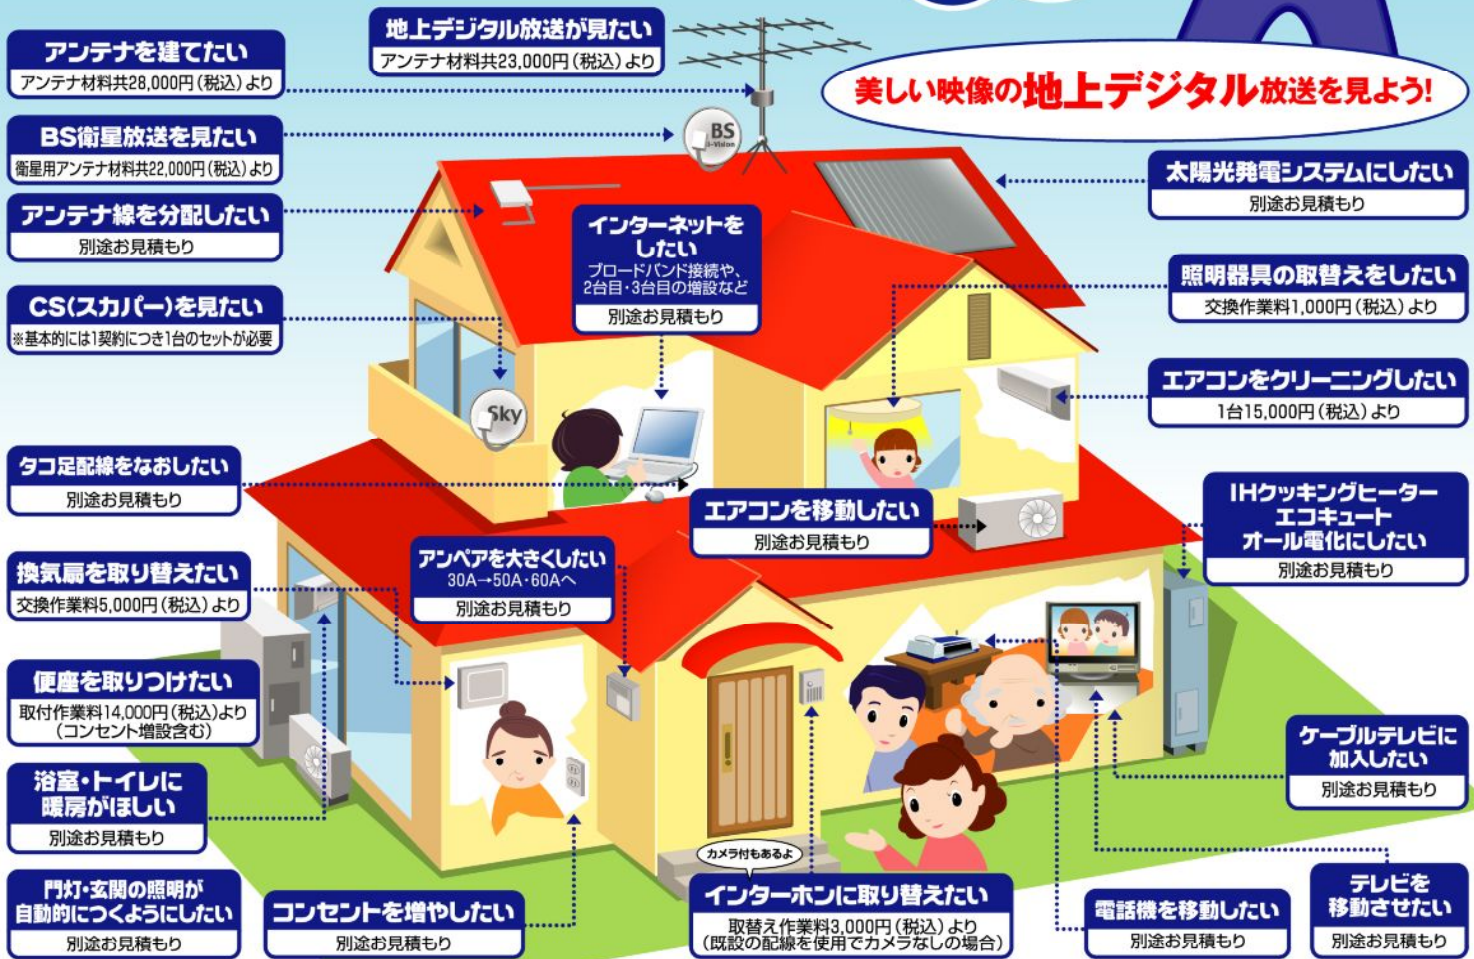 アンテナを建てたい
アンテナ材料共28,000円(税込)より
地上デジタル放送が見たい
アンテナ材料共23,000円(税込)より
美しい映像の地上デジタル放送を見よう!
BS衛星放送を見たい
衛星用アンテナ材料共22,000円(税込)より
BS
i-Vision
アンテナ線を分配したい
別途お見積もり
CS(スカパー)を見たい
※基本的には1契約につき1台のセットが必要
Sky
インターネットを
したい
ブロードバンド接続や、
2台目・3台目の増設など
別途お見積もり
太陽光発電システムにしたい
別途お見積もり
照明器具の取替えをしたい
交換作業料1,000円(税込)より
エアコンをクリーニングしたい
1台15,000円(税込)より
タコ足配線をなおしたい
別途お見積もり
エアコンを移動したい
別途お見積もり
IHクッキングヒーター
エコキュート
オール電化にしたい
別途お見積もり
換気扇を取り替えたい
交換作業料5,000円(税込)より
アンペアを大きくしたい
30A→50A・60Aへ
別途お見積もり
便座を取りつけたい
取付作業料14,000円(税込)より
(コンセント増設含む)
浴室・トイレに
暖房がほしい
別途お見積もり
ケーブルテレビに
加入したい
別途お見積もり
門灯・玄関の照明が
自動的につくようにしたい
別途お見積もり
コンセントを増やしたい
別途お見積もり
カメラ付もあるよ
インターホンに取り替えたい
取替え作業料3,000円(税込)より
(既設の配線を使用でカメラなしの場合)
電話機を移動したい
別途お見積もり
テレビを
移動させたい
別途お見積もり